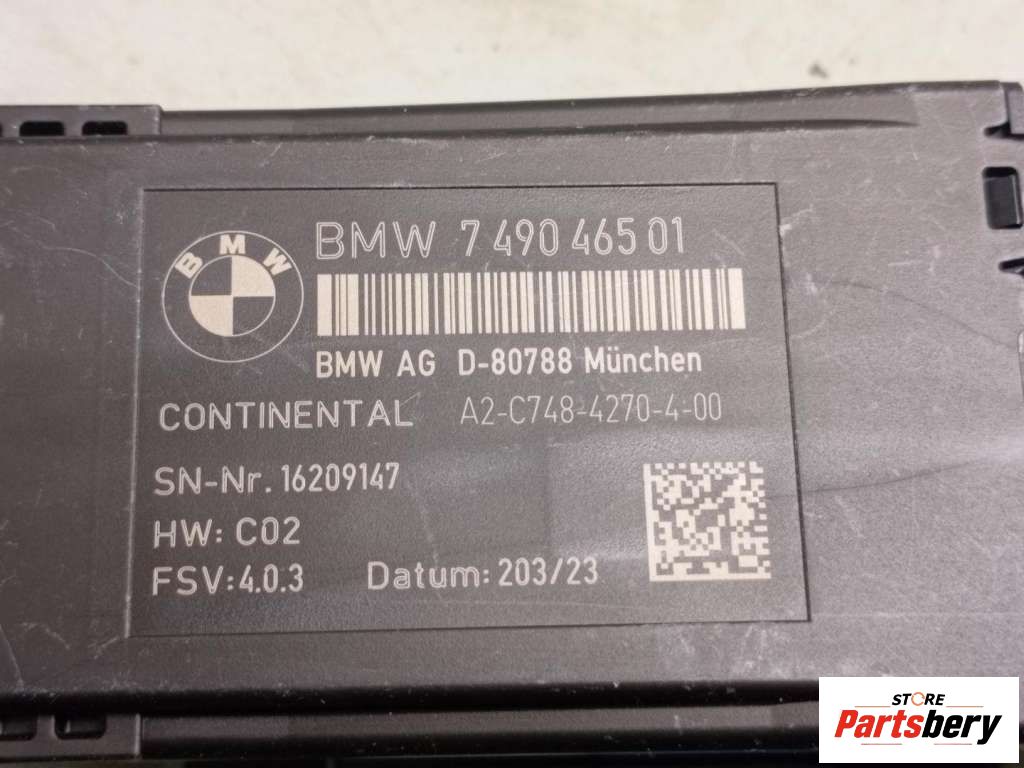 BMW
BMW 7 490 465 01
BMW AG D-80788 München
CONTINENTAL A2-C748-4270-4-00
SN-Nr. 16209147
HW: C02
FSV:4.0.3 Datum: 203/23
STORE
Partsbery